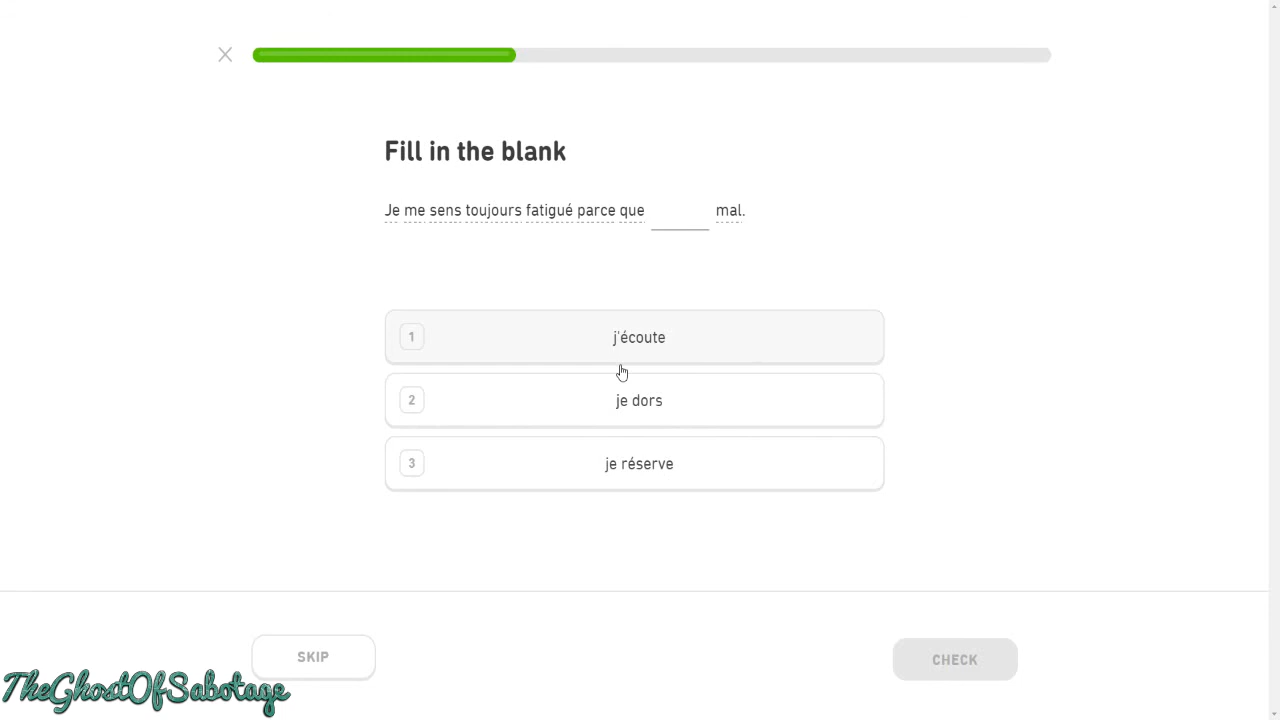 Fill in the blank
Je me sens toujours fatigué parce que ______ mal.
1 j'écoute
2 je dors
3 je réserve
SKIP
CHECK
TheGhostOfSabotage